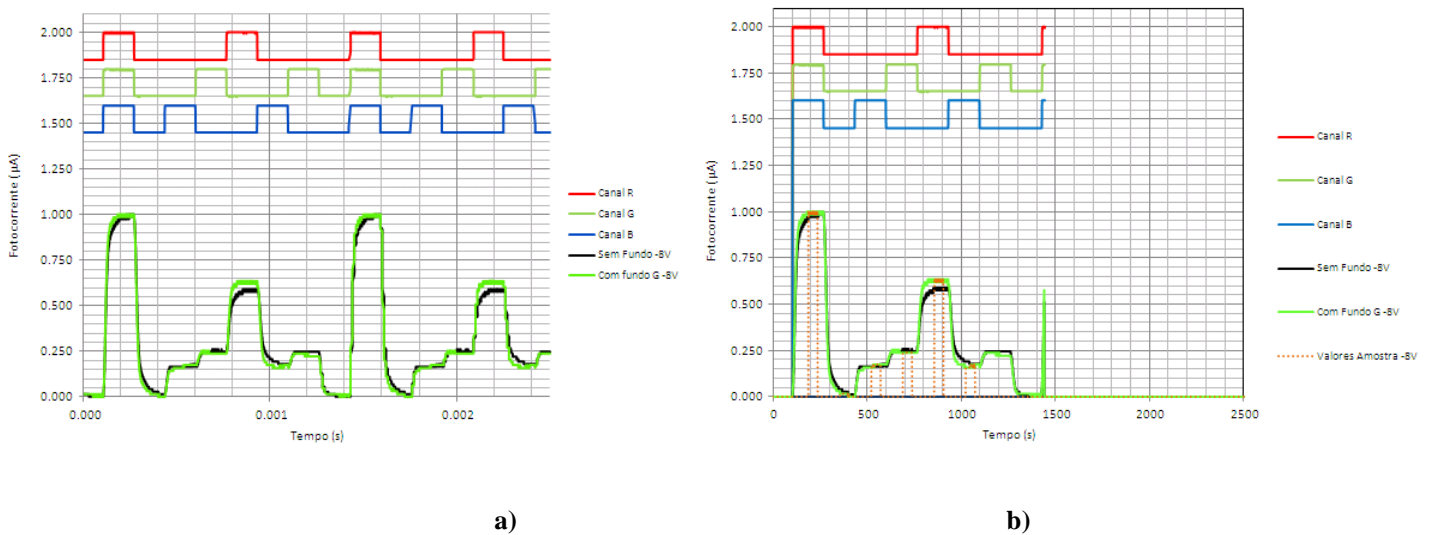 2.000
1.750
1.500
1.250
1.000
0.750
0.500
0.250
0.000
Fotocorrente (µA)
0.000
0.001
0.002
Tempo (s)
Canal R
Canal G
Canal B
Sem Fundo -8V
Com fundo G -8V
a)
2.000
1.750
1.500
1.250
1.000
0.750
0.500
0.250
0.000
Fotocorrente (µA)
0
500
1000
1500
2000
2500
Tempo (s)
Canal R
Canal G
Canal B
Sem Fundo -8V
Com Fundo G -8V
Valores Amostra -8V
b)